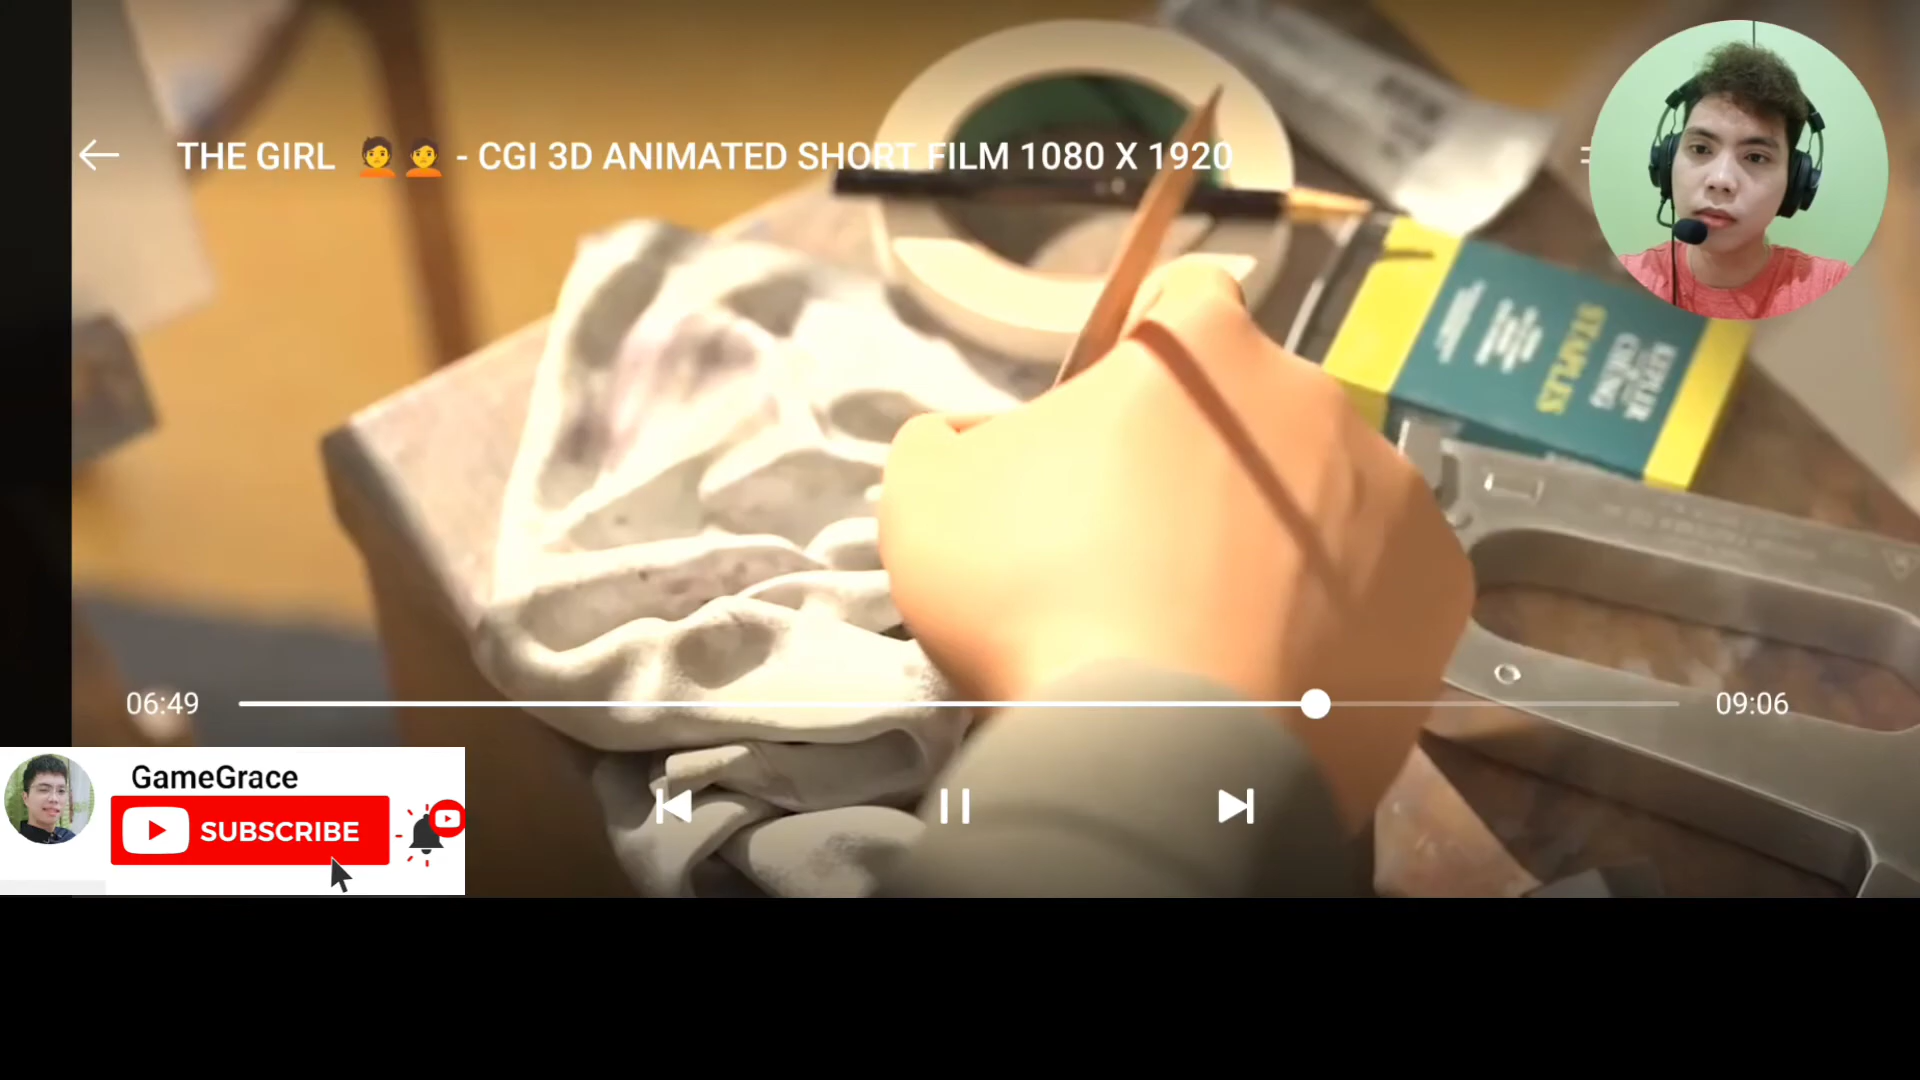 THE GIRL 🙎🙎 - CGI 3D ANIMATED SHORT FILM 1080 X 1920
STAPLES
06:49
09:06
GameGrace
SUBSCRIBE